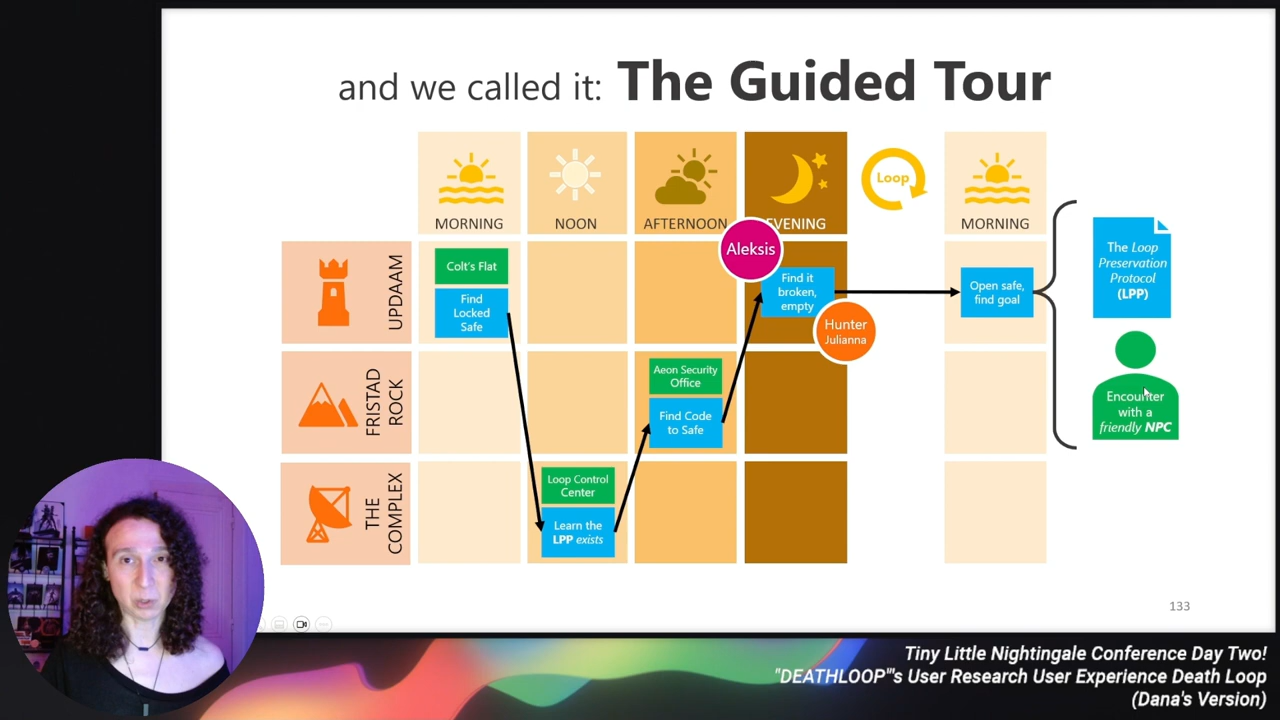 and we called it: The Guided Tour
MORNING
NOON
AFTERNOON
EVENING
Loop
MORNING
UPDAAM
Colt's Flat
Find
Locked
Safe
Aleksis
Find it
broken,
empty
Hunter
Julianna
Open safe,
find goal
The Loop
Preservation
Protocol
(LPP)
FRISTAD
ROCK
Aeon Security
Office
Find Code
to Safe
Encounter
with a
friendly NPC
THE
COMPLEX
Loop Control
Center
Learn the
LPP exists
133
Tiny Little Nightingale Conference Day Two!
"DEATHLOOP"'s User Research User Experience Death Loop
(Dana's Version)